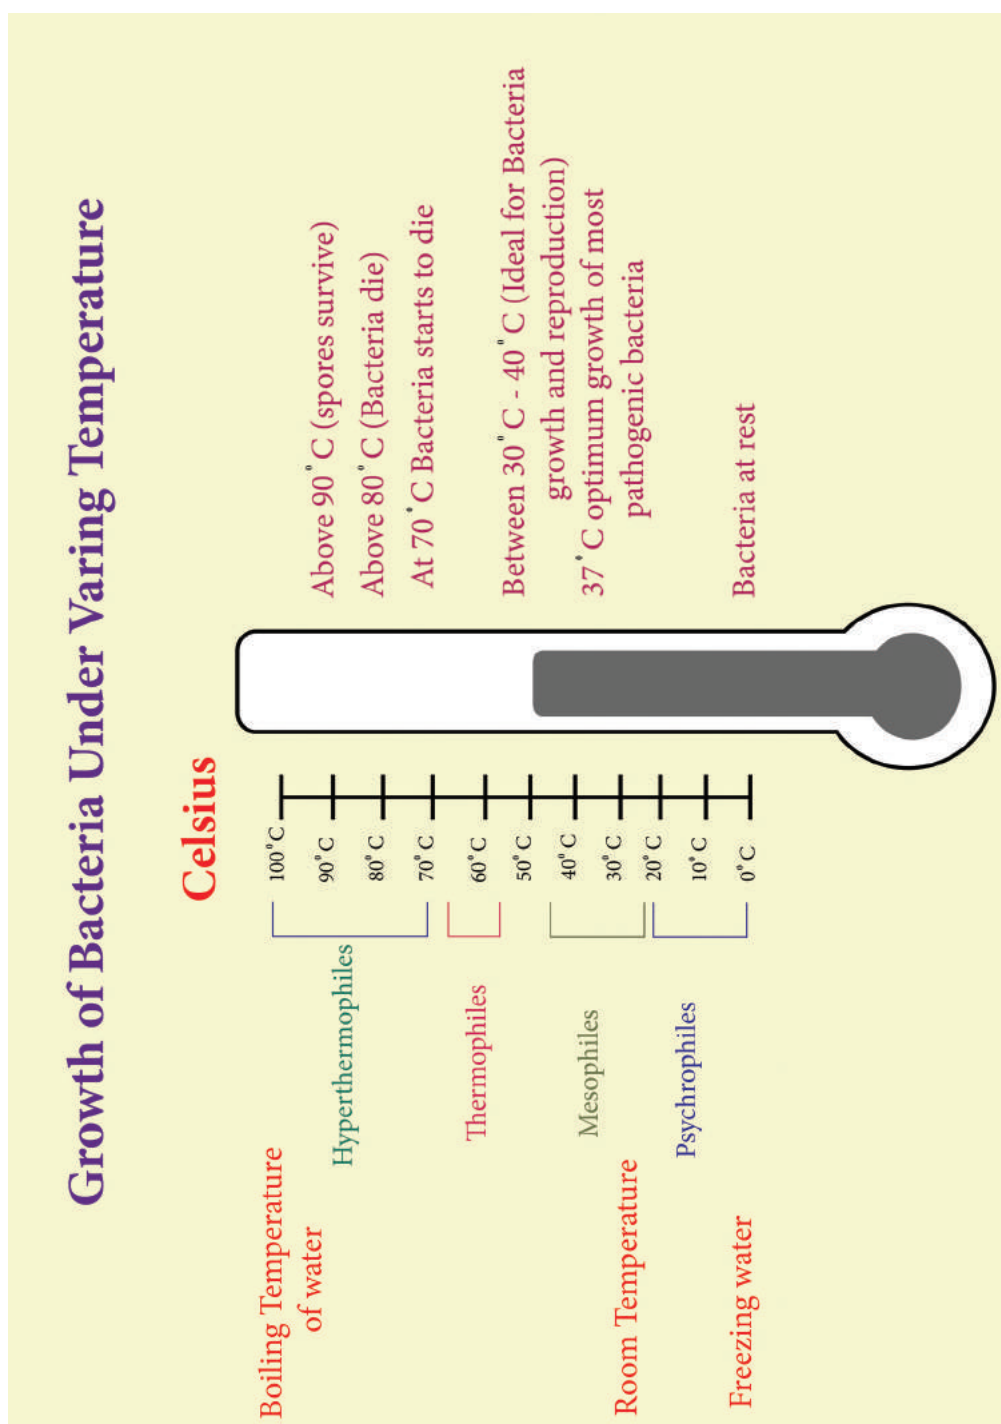 Growth of Bacteria Under Varing Temperature
Celsius
Boiling Temperature
of water
Room Temperature
Freezing water
Hyperthermophiles
Thermophiles
Mesophiles
Psychrophiles
100°C
90°C
80°C
70°C
60°C
50°C
40°C
30°C
20°C
10°C
0°C
Above 90°C (spores survive)
Above 80°C (Bacteria die)
At 70°C Bacteria starts to die
Between 30°C - 40°C (Ideal for Bacteria
growth and reproduction)
37°C optimum growth of most
pathogenic bacteria
Bacteria at rest